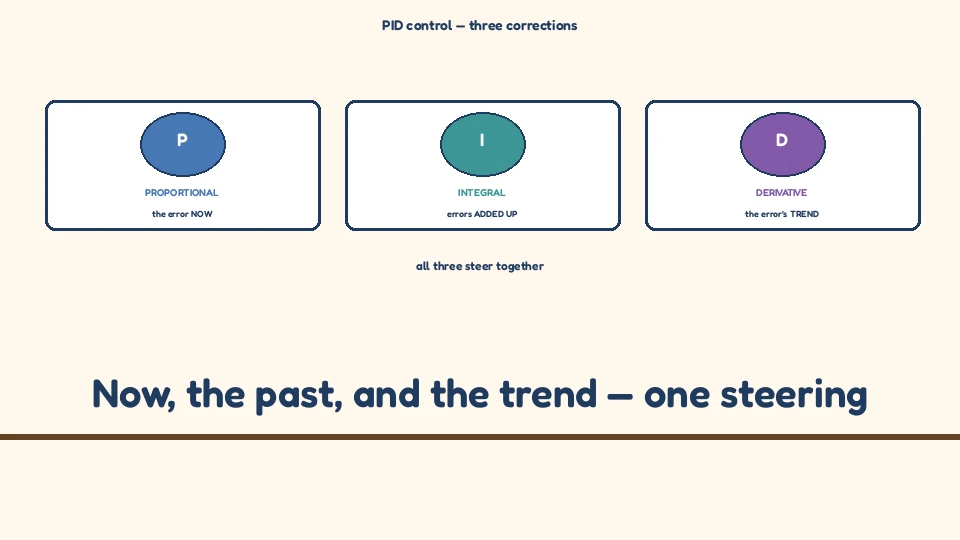 PID control — three corrections
P
PROPORTIONAL
the error NOW
I
INTEGRAL
errors ADDED UP
D
DERIVATIVE
the error's TREND
all three steer together
Now, the past, and the trend — one steering